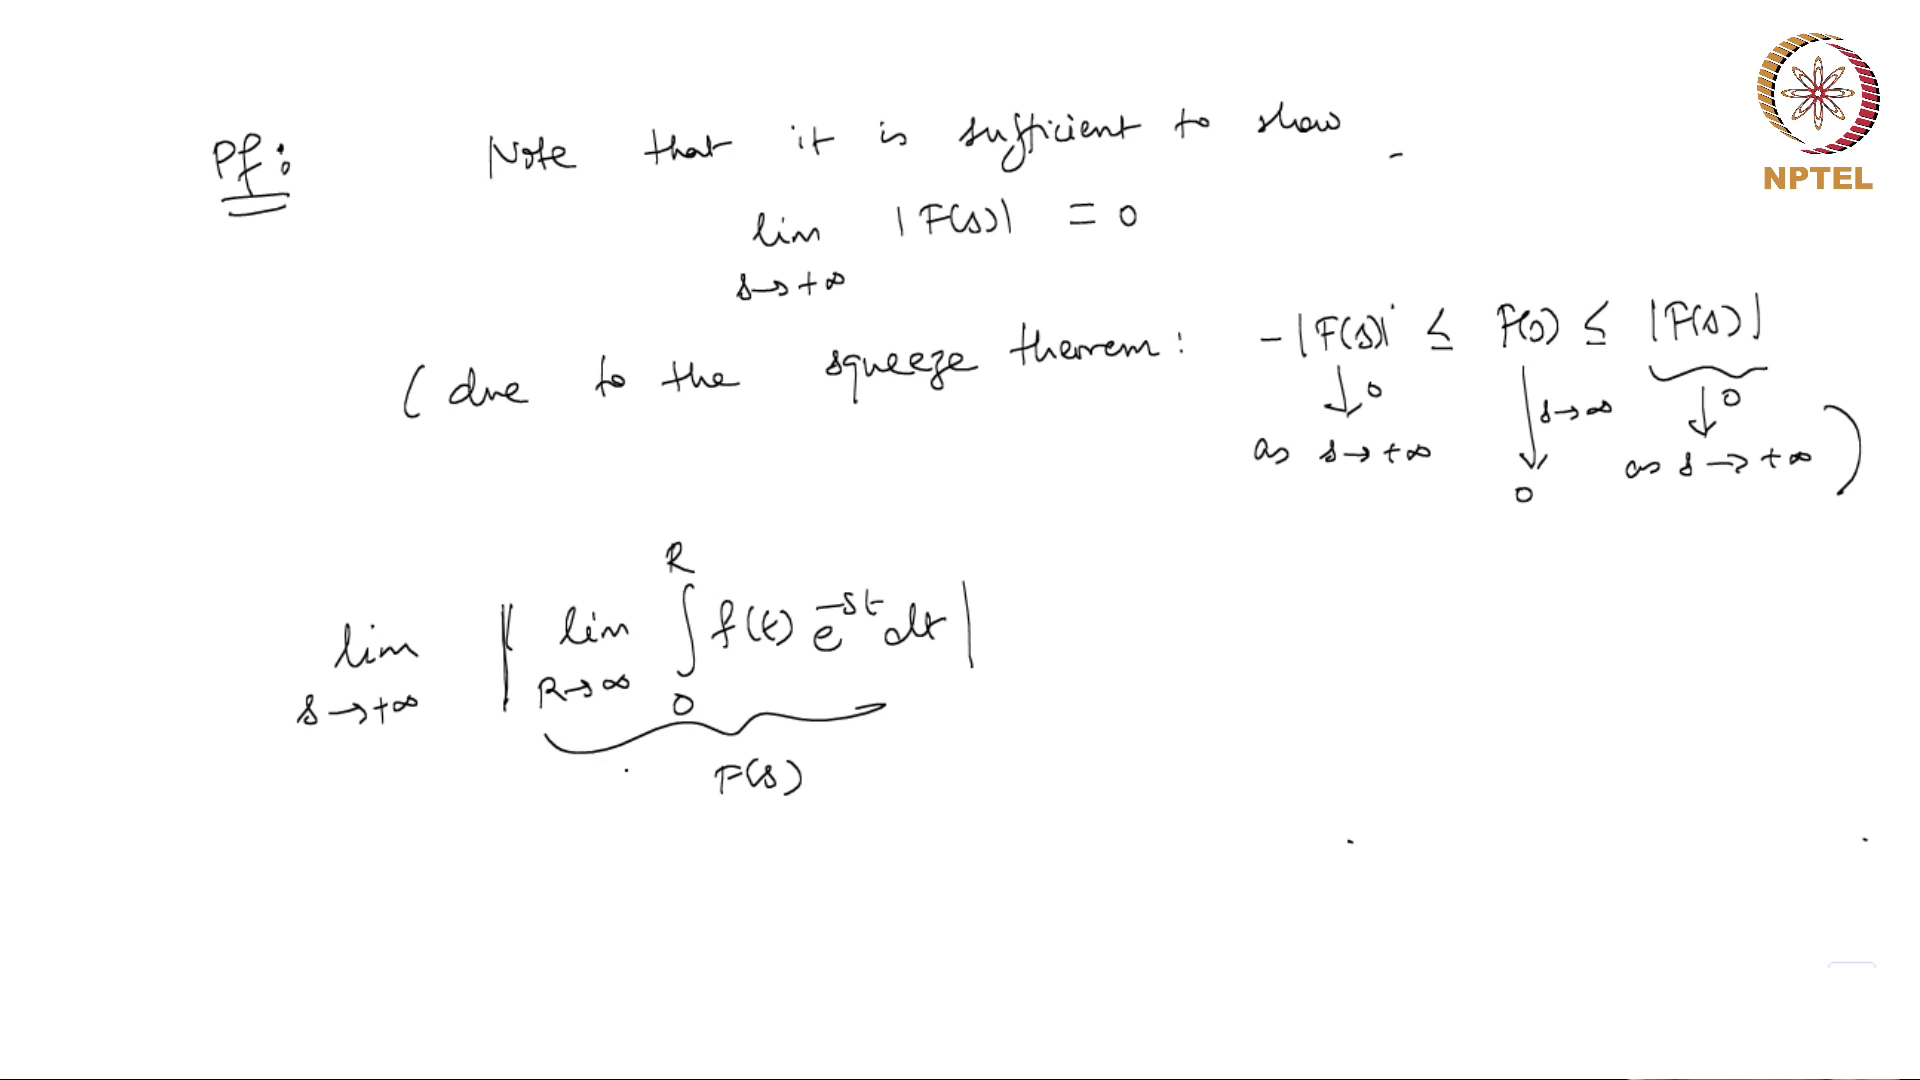 Pf: Note that it is sufficient to show
lim |F(s)| = 0
s→+∞
(due to the squeeze theorem: -|F(s)| ≤ F(s) ≤ |F(s)|
↓0 ↓s→∞ ↓0
as s→+∞ 0 as s→+∞)
lim | lim ∫ f(t) e^{-st} dt |
s→+∞ R→∞ 0 R
F(s)
NPTEL